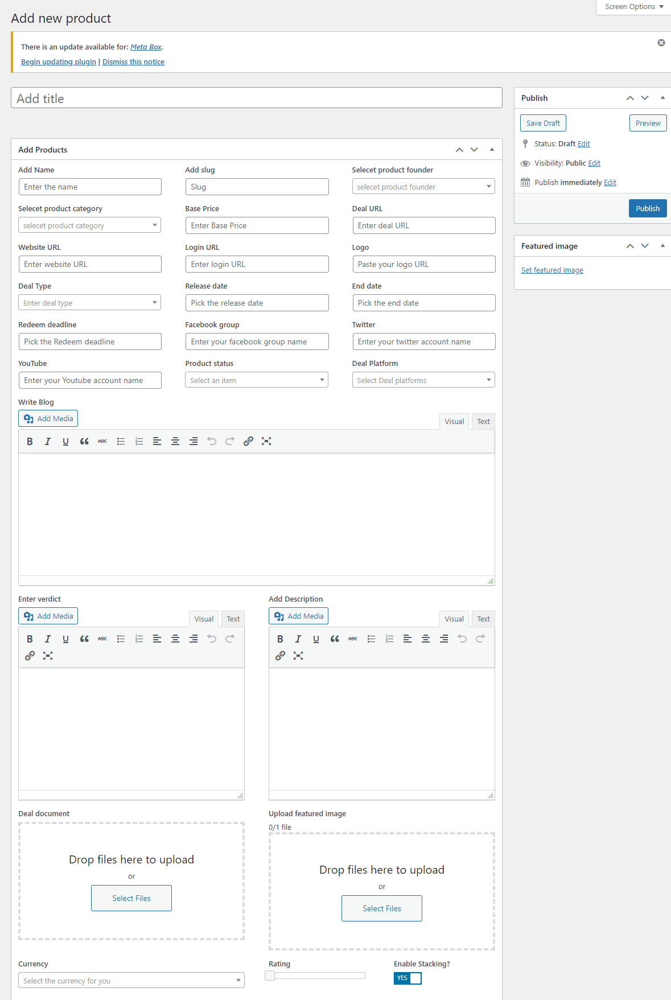 Screen Options
Add new product
There is an update available for: Meta Box.
Begin updating plugin | Dismiss this notice
Add title
Add Products
Add Name
Enter the name
Add slug
Slug
Selecet product founder
selecet product founder
Selecet product category
selecet product category
Base Price
Enter Base Price
Deal URL
Enter deal URL
Website URL
Enter website URL
Login URL
Enter login URL
Logo
Paste your logo URL
Deal Type
Enter deal type
Release date
Pick the release date
End date
Pick the end date
Redeem deadline
Pick the Redeem deadline
Facebook group
Enter your facebook group name
Twitter
Enter your twitter account name
YouTube
Enter your Youtube account name
Product status
Select an item
Deal Platform
Select Deal platforms
Write Blog
Add Media
Visual
Text
B I U ABC
Enter verdict
Add Media
Visual
Text
B I U ABC
Add Description
Add Media
Visual
Text
B I U ABC
Deal document
Drop files here to upload
or
Select Files
Upload featured image
0/1 file
Drop files here to upload
or
Select Files
Currency
Select the currency for you
Rating
Enable Stacking?
YES
Publish
Save Draft
Preview
Status: Draft Edit
Visibility: Public Edit
Publish immediately Edit
Publish
Featured image
Set featured image